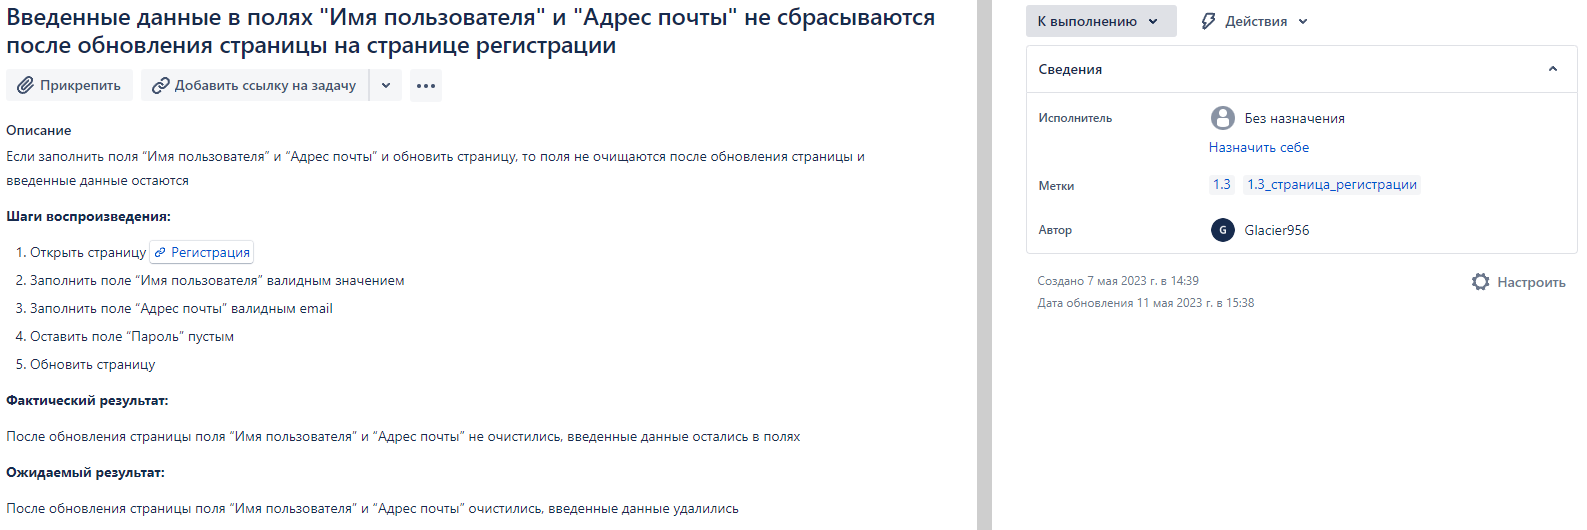 Введенные данные в полях "Имя пользователя" и "Адрес почты" не сбрасываются
после обновления страницы на странице регистрации
Прикрепить
Добавить ссылку на задачу
Описание
Если заполнить поля “Имя пользователя” и “Адрес почты” и обновить страницу, то поля не очищаются после обновления страницы и
введенные данные остаются
Шаги воспроизведения:
1. Открыть страницу Регистрация
2. Заполнить поле “Имя пользователя” валидным значением
3. Заполнить поле “Адрес почты” валидным email
4. Оставить поле “Пароль” пустым
5. Обновить страницу
Фактический результат:
После обновления страницы поля “Имя пользователя” и “Адрес почты” не очистились, введенные данные остались в полях
Ожидаемый результат:
После обновления страницы поля “Имя пользователя” и “Адрес почты” очистились, введенные данные удалились
К выполнению
Действия
Сведения
Исполнитель
Без назначения
Назначить себе
Метки
1.3 1.3_страница_регистрации
Автор
G Glacier956
Создано 7 мая 2023 г. в 14:39
Настроить
Дата обновления 11 мая 2023 г. в 15:38